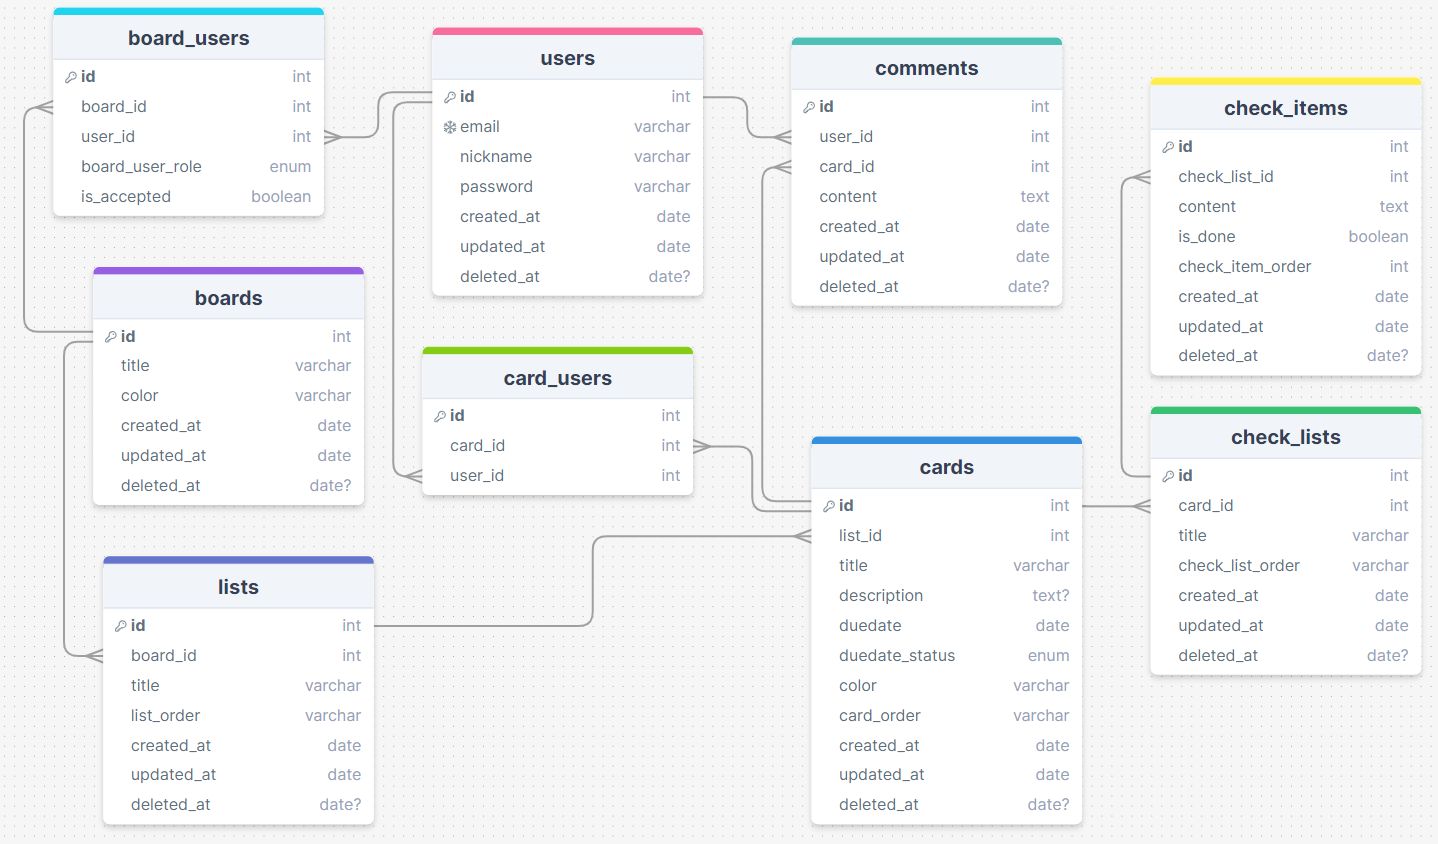 board_users
id int
board_id int
user_id int
board_user_role enum
is_accepted boolean
users
id int
email varchar
nickname varchar
password varchar
created_at date
updated_at date
deleted_at date?
comments
id int
user_id int
card_id int
content text
created_at date
updated_at date
deleted_at date?
check_items
id int
check_list_id int
content text
is_done boolean
check_item_order int
created_at date
updated_at date
deleted_at date?
boards
id int
title varchar
color varchar
created_at date
updated_at date
deleted_at date?
card_users
id int
card_id int
user_id int
cards
id int
list_id int
title varchar
description text?
duedate date
duedate_status enum
color varchar
card_order varchar
created_at date
updated_at date
deleted_at date?
check_lists
id int
card_id int
title varchar
check_list_order varchar
created_at date
updated_at date
deleted_at date?
lists
id int
board_id int
title varchar
list_order varchar
created_at date
updated_at date
deleted_at date?